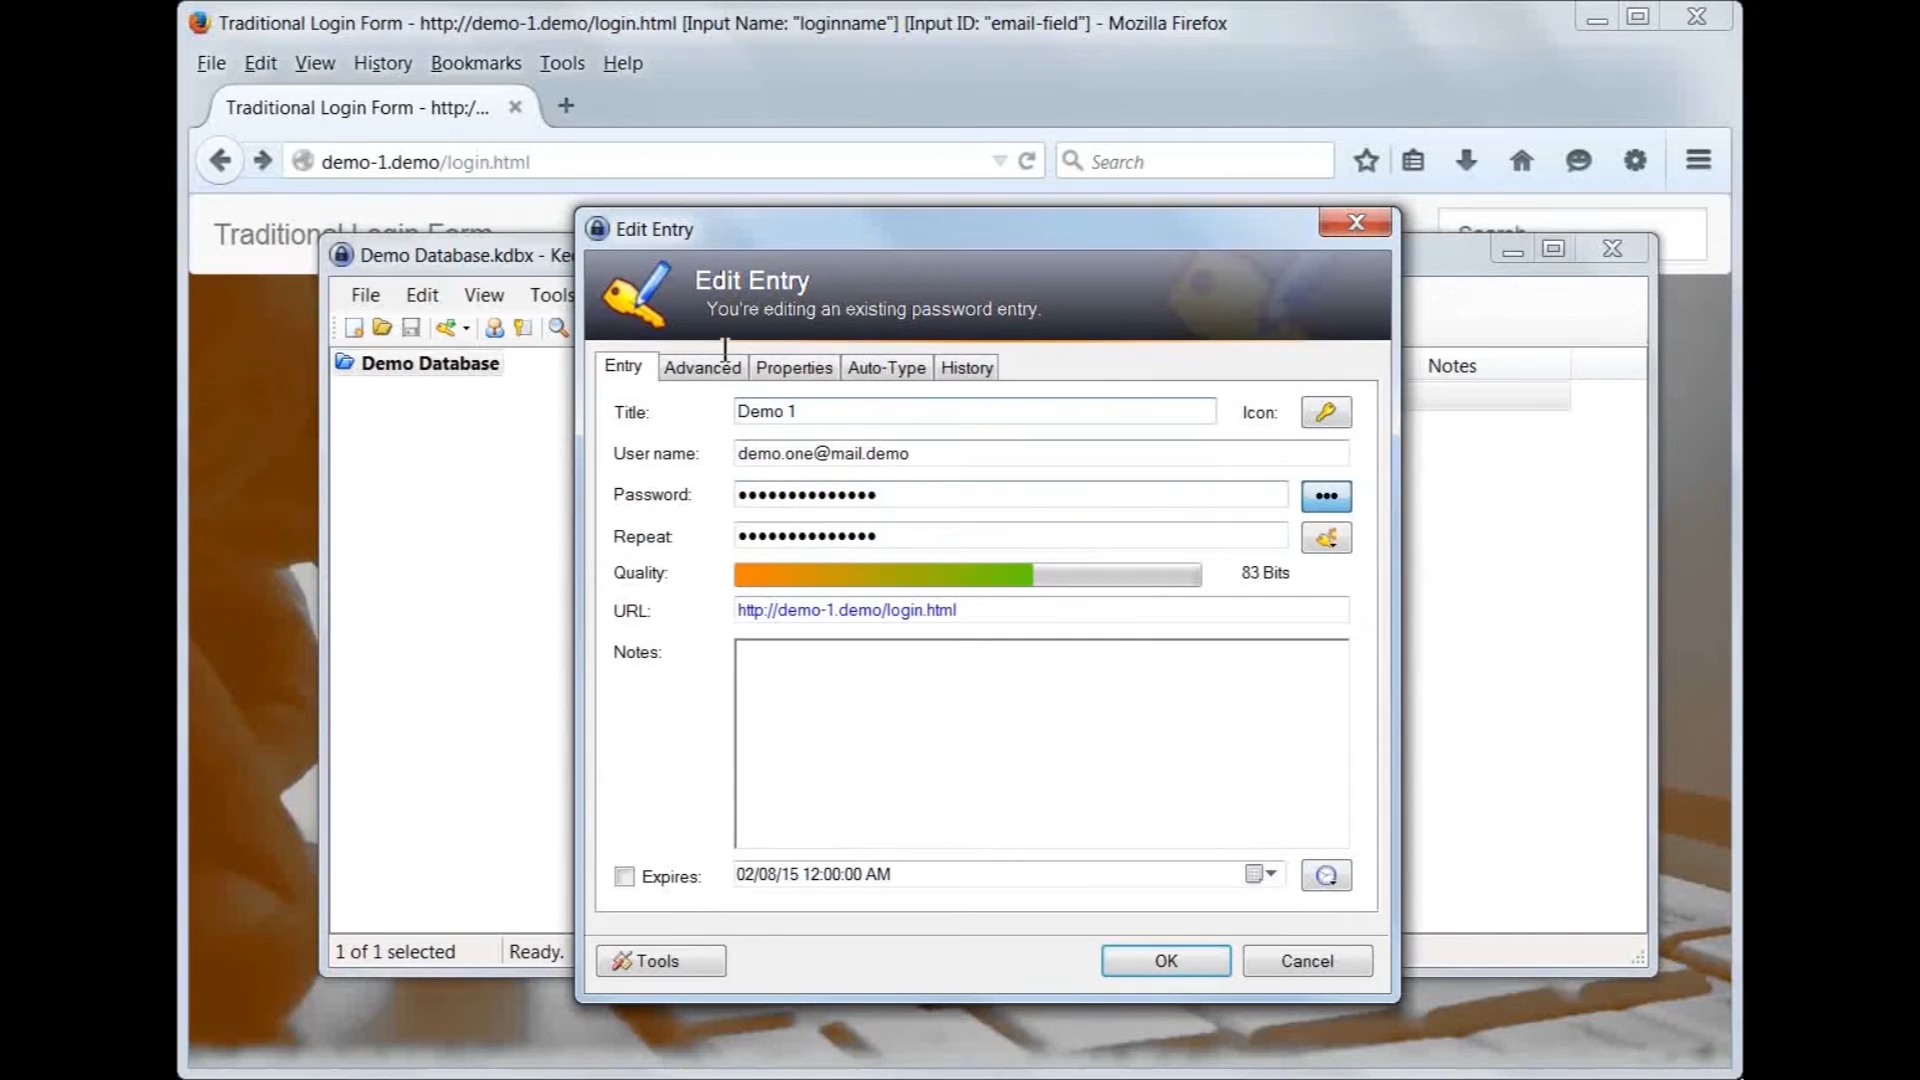 Traditional Login Form - http://demo-1.demo/login.html [Input Name: "loginname"] [Input ID: "email-field"] - Mozilla Firefox
File Edit View History Bookmarks Tools Help
Traditional Login Form - http:/...
demo-1.demo/login.html
Search
Traditional Login Form
Search
Demo Database.kdbx - Kee
File Edit View Tools
Demo Database
Notes
1 of 1 selected
Ready.
Edit Entry
Edit Entry
You're editing an existing password entry.
Entry Advanced Properties Auto-Type History
Title: Demo 1 Icon:
User name: demo.one@mail.demo
Password: ●●●●●●●●●●●●●●
Repeat: ●●●●●●●●●●●●●●
Quality: 83 Bits
URL: http://demo-1.demo/login.html
Notes:
Expires: 02/08/15 12:00:00 AM
Tools OK Cancel